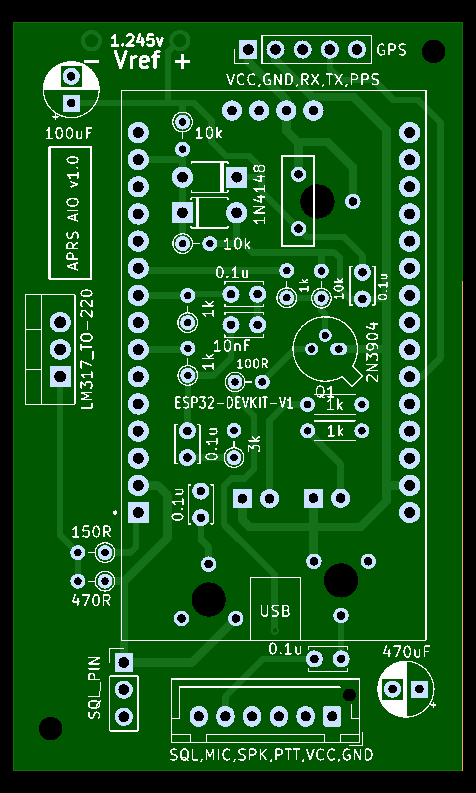 1.245v
- Vref +
GPS
VCC,GND,RX,TX,PPS
+
100uF
10k
APRS AIO v1.0
1N4148
10k
0.1u
1k
1k
10k
0.1u
LM317_TO-220
10nF
2N3904
1k
100R
Q1
ESP32-DEVKIT-V1
1k
0.1u
3k
1k
0.1u
150R
470R
USB
0.1u
470uF
+
SQL_PIN
SQL,MIC,SPK,PTT,VCC,GND